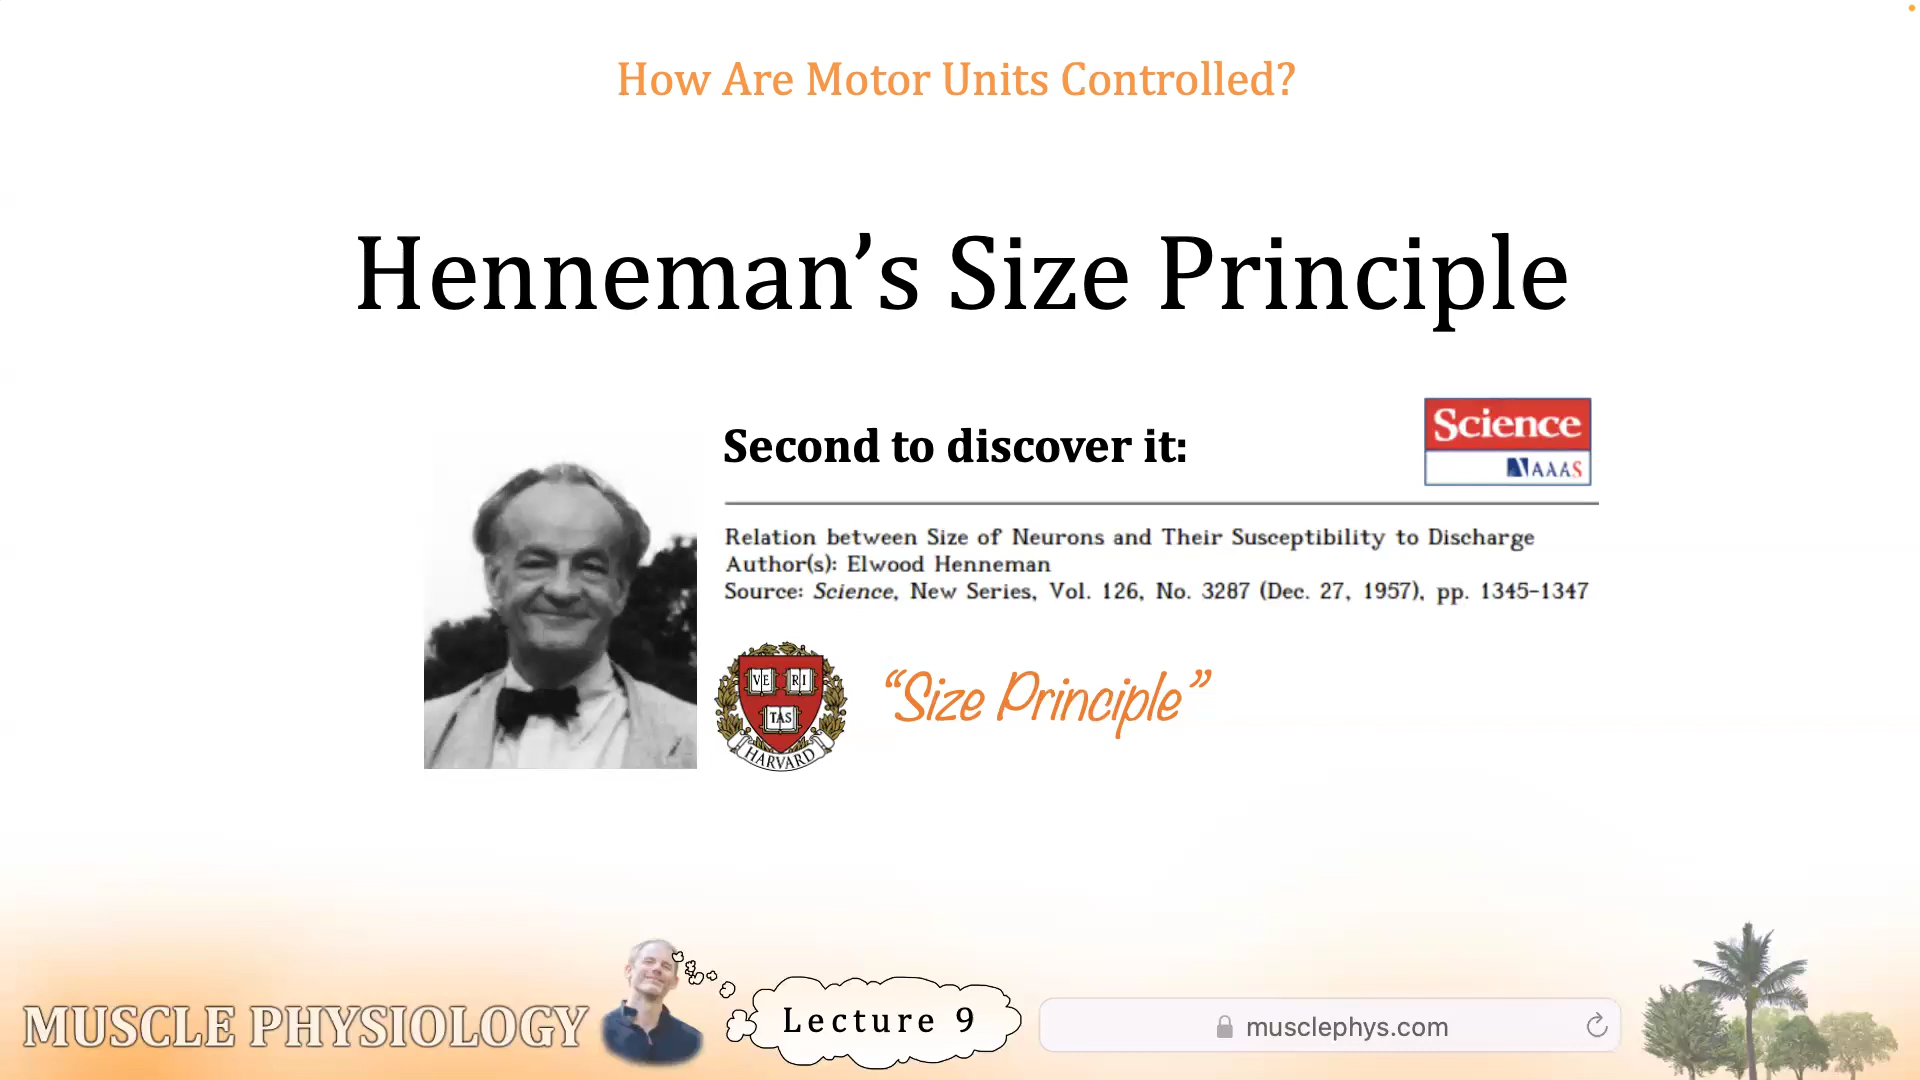 How Are Motor Units Controlled?
Henneman’s Size Principle
Second to discover it:
Science
AAAS
Relation between Size of Neurons and Their Susceptibility to Discharge
Author(s): Elwood Henneman
Source: Science, New Series, Vol. 126, No. 3287 (Dec. 27, 1957), pp. 1345-1347
VE RI
TAS
HARVARD
“Size Principle”
MUSCLE PHYSIOLOGY
Lecture 9
musclephys.com